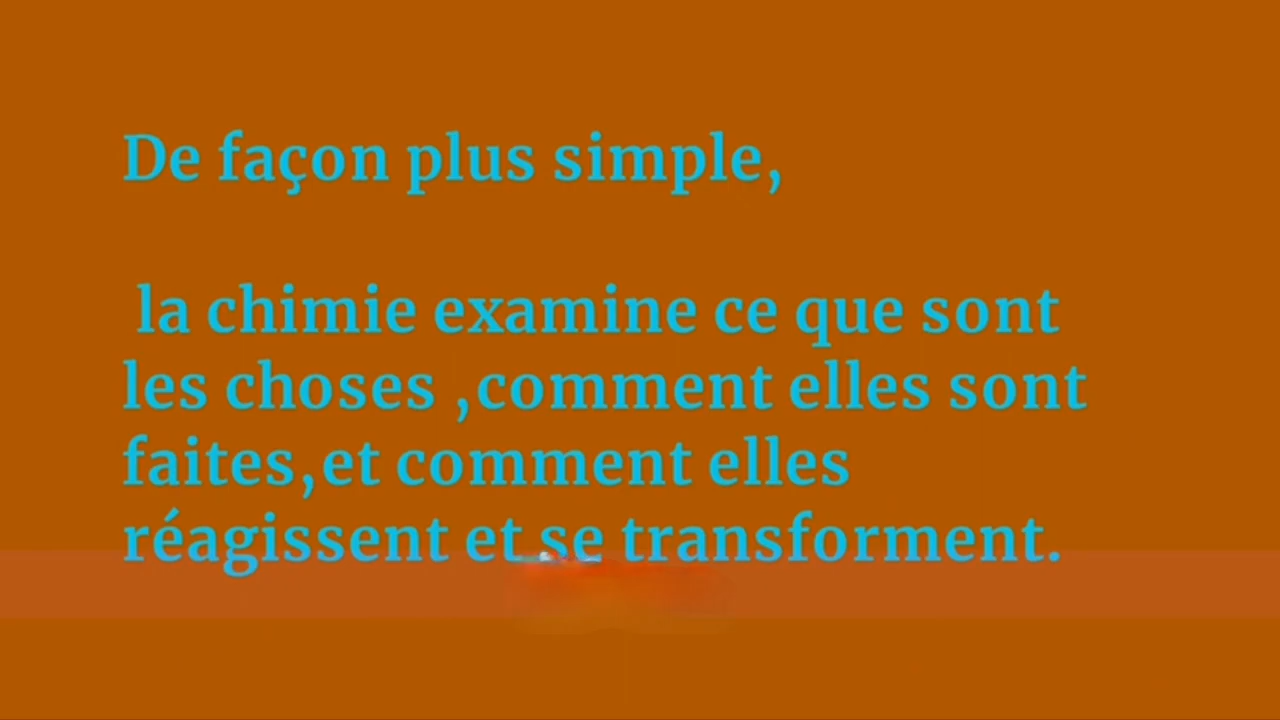 De façon plus simple,
la chimie examine ce que sont
les choses ,comment elles sont
faites,et comment elles
réagissent et se transforment.